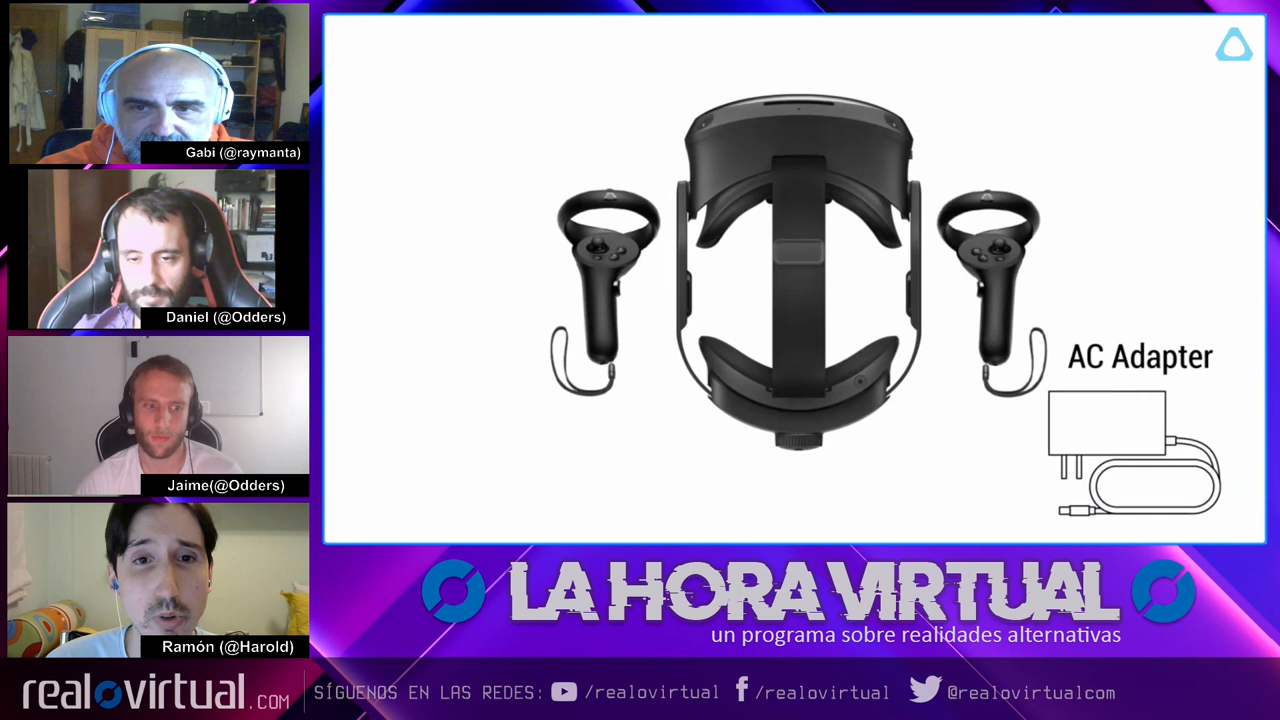 Gabi (@raymanta)
Daniel (@Odders)
Jaime(@Odders)
Ramón (@Harold)
AC Adapter
LA HORA VIRTUAL
un programa sobre realidades alternativas
realovirtual.COM
SÍGUENOS EN LAS REDES: /realovirtual /realovirtual @realovirtualcom